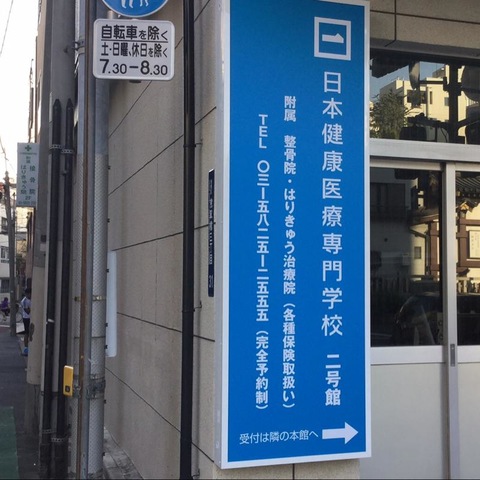 自転車を除く
土・日曜、休日を除く
7.30-8.30
日本健康医療専門学校 二号館
附属 整骨院・はりきゅう治療院（各種保険取扱い）
TEL 〇三ー五八二五ー二五五五（完全予約制）
受付は隣の本館へ